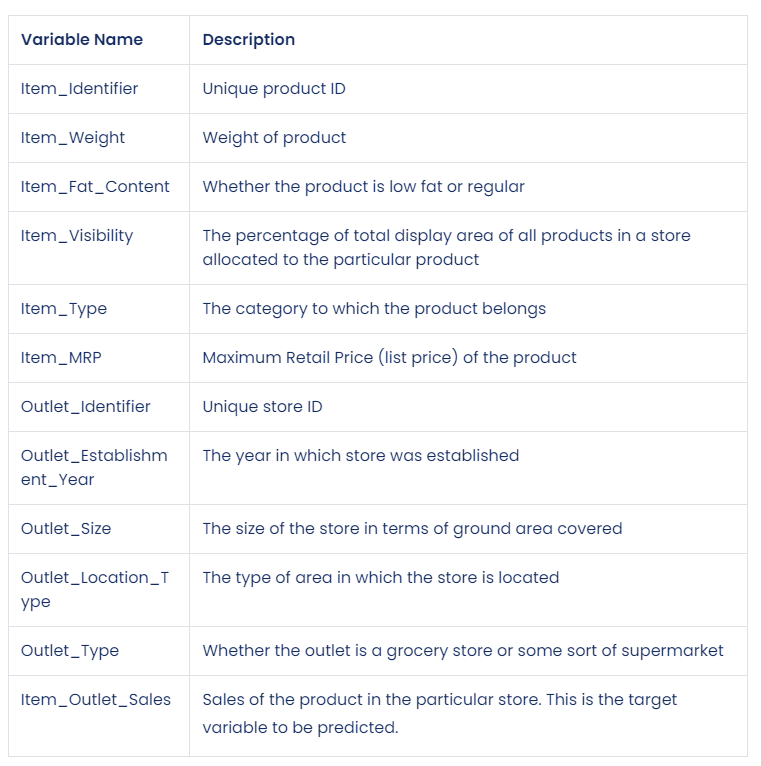 Variable Name Description
Item_Identifier Unique product ID
Item_Weight Weight of product
Item_Fat_Content Whether the product is low fat or regular
Item_Visibility The percentage of total display area of all products in a store
allocated to the particular product
Item_Type The category to which the product belongs
Item_MRP Maximum Retail Price (list price) of the product
Outlet_Identifier Unique store ID
Outlet_Establishm The year in which store was established
ent_Year
Outlet_Size The size of the store in terms of ground area covered
Outlet_Location_T The type of area in which the store is located
ype
Outlet_Type Whether the outlet is a grocery store or some sort of supermarket
Item_Outlet_Sales Sales of the product in the particular store. This is the target
variable to be predicted.